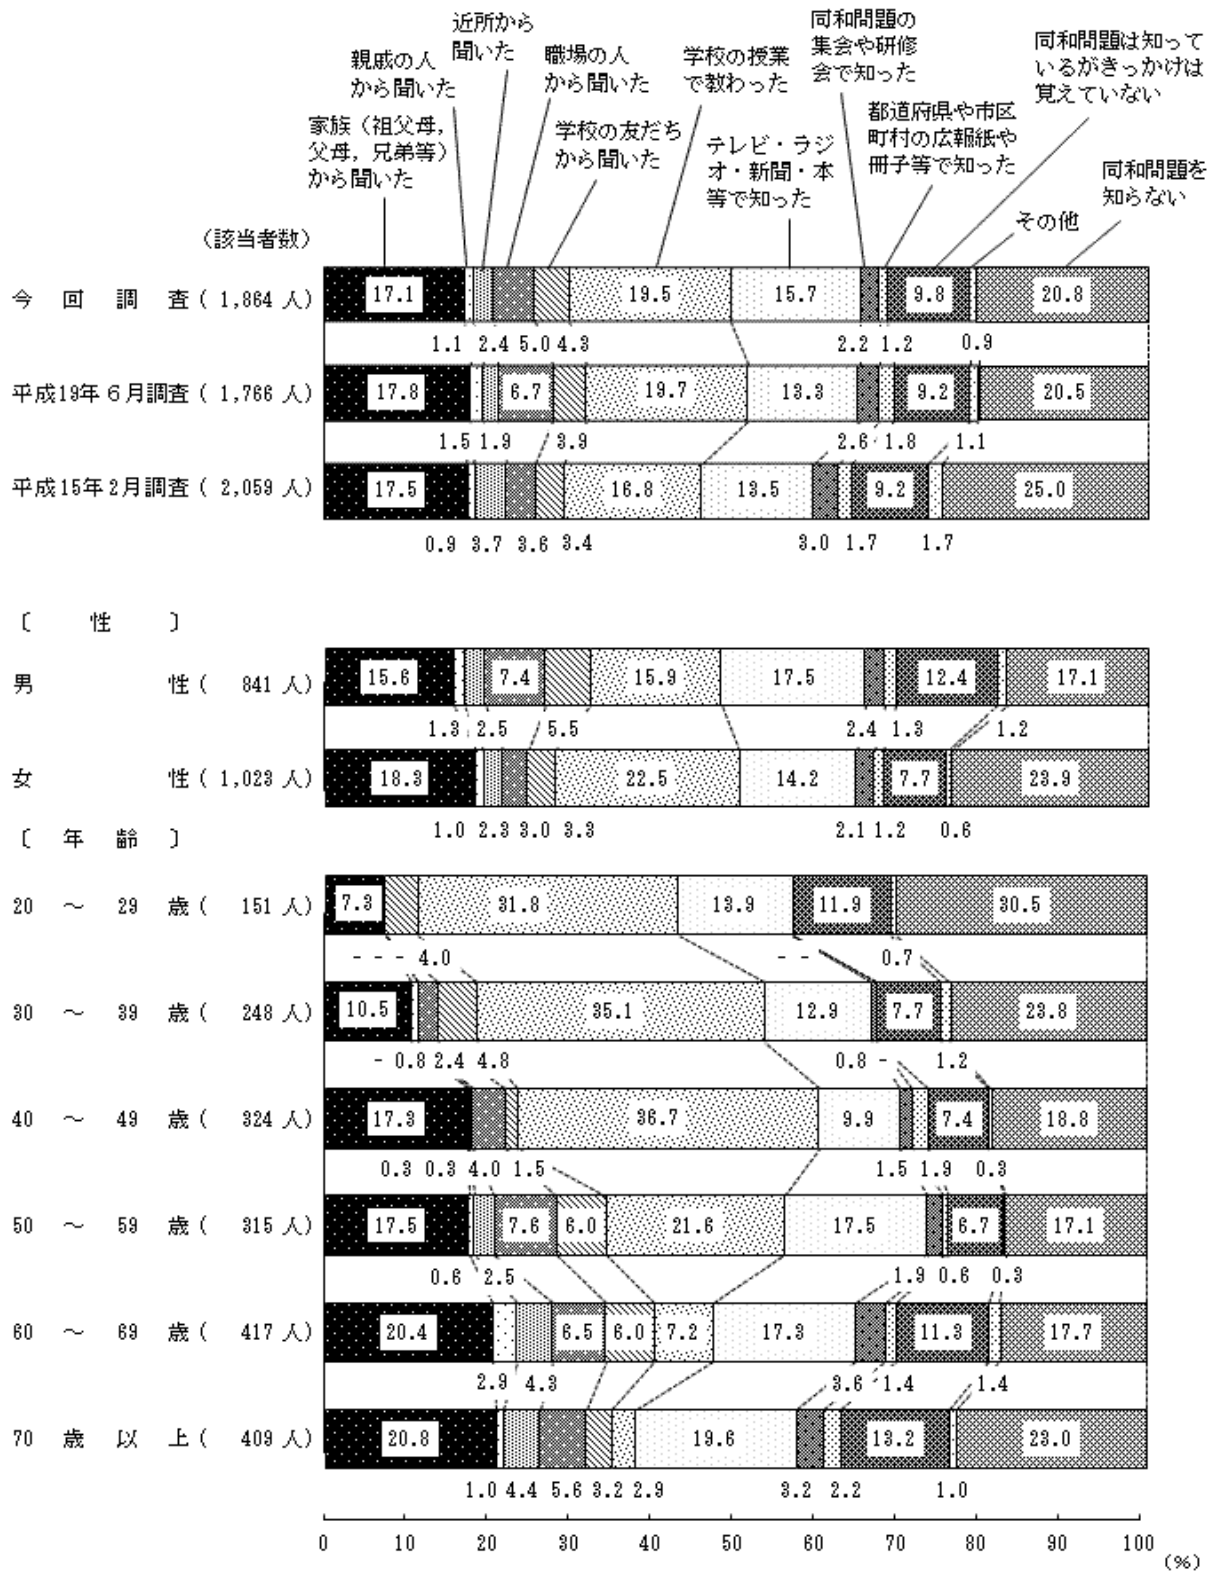 家族（祖父母，
父母，兄弟等）
から聞いた
親戚の人
から聞いた
近所から
聞いた
職場の人
から聞いた
学校の友だち
から聞いた
学校の授業
で教わった
テレビ・ラジ
オ・新聞・本
等で知った
同和問題の
集会や研修
会で知った
都道府県や市区
町村の広報紙や
冊子等で知った
同和問題は知って
いるがきっかけは
覚えていない
その他
同和問題を
知らない
（該当者数）
今回調査（1,864人） 17.1 19.5 15.7 9.8 20.8
1.1 2.4 5.0 4.3 2.2 1.2 0.9
平成19年6月調査（1,766人） 17.8 6.7 19.7 13.3 9.2 20.5
1.5 1.9 3.9 2.6 1.8 1.1
平成15年2月調査（2,059人） 17.5 16.8 13.5 9.2 25.0
0.9 3.7 3.6 3.4 3.0 1.7 1.7
〔性〕
男性（841人） 15.6 7.4 15.9 17.5 12.4 17.1
1.3 2.5 5.5 2.4 1.3 1.2
女性（1,023人） 18.3 22.5 14.2 7.7 23.9
1.0 2.3 3.0 3.3 2.1 1.2 0.6
〔年齢〕
20～29歳（151人） 7.3 31.8 13.9 11.9 30.5
- - - 4.0 - - 0.7
30～39歳（248人） 10.5 35.1 12.9 7.7 23.8
- 0.8 2.4 4.8 0.8 - 1.2
40～49歳（324人） 17.3 36.7 9.9 7.4 18.8
0.3 0.3 4.0 1.5 1.5 1.9 0.3
50～59歳（315人） 17.5 7.6 6.0 21.6 17.5 6.7 17.1
0.6 2.5 1.9 0.6 0.3
60～69歳（417人） 20.4 6.5 6.0 7.2 17.3 11.3 17.7
2.9 4.3 3.6 1.4 1.4
70歳以上（409人） 20.8 19.6 13.2 23.0
1.0 4.4 5.6 3.2 2.9 3.2 2.2 1.0
0 10 20 30 40 50 60 70 80 90 100
(%)